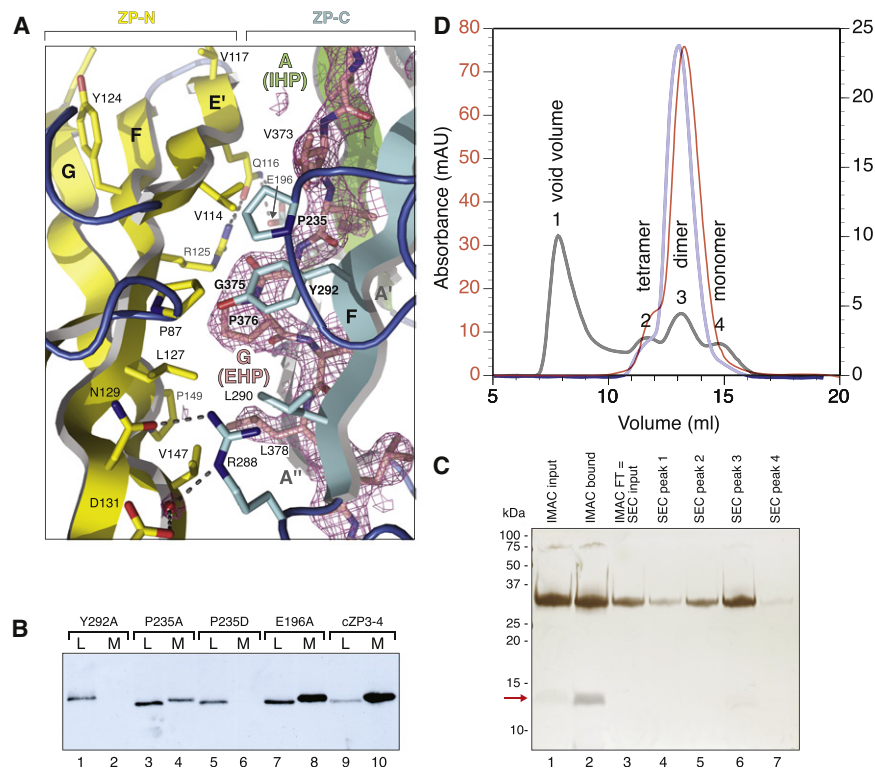 A
ZP-N
ZP-C
V117
A
(IHP)
Y124
E'
F
V373
G
Q116
E196
V114
P235
R125
G375
Y292
A'
P376
F
P87
G
(EHP)
L127
N129
L290
P149
L378
V147
R288
A"
D131
B
Y292A
P235A
P235D
E196A
cZP3-4
L M L M L M L M L M
1 2 3 4 5 6 7 8 9 10
D
80
70
60
50
40
30
20
10
0
Absorbance (mAU)
25
20
15
10
5
0
1 void volume
tetramer
dimer
monomer
2
3
4
5 10 15 20
Volume (ml)
C
IMAC input
IMAC bound
IMAC FT =
SEC input
SEC peak 1
SEC peak 2
SEC peak 3
SEC peak 4
kDa
100 -
75 -
50 -
37 -
25 -
20 -
15 -
10-
1 2 3 4 5 6 7